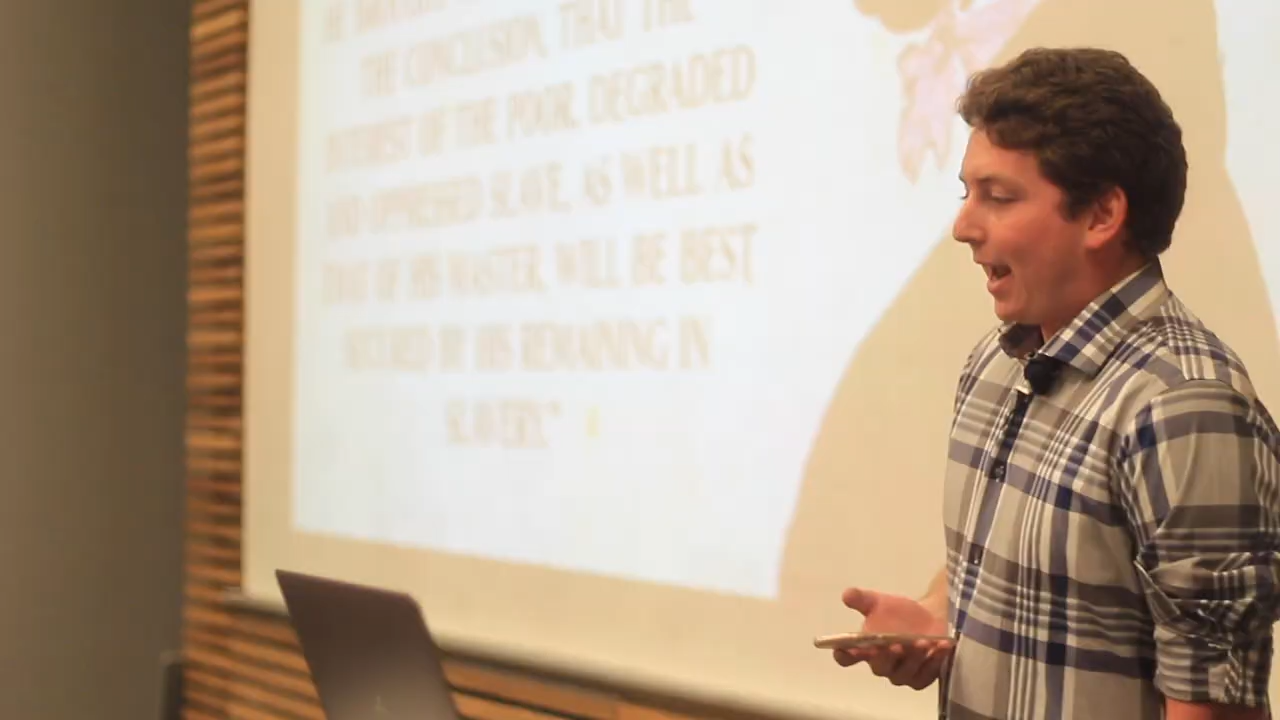 THE CONCLUSION, THAT THE
INTEREST OF THE POOR, DEGRADED
AND OPPRESSED SLAVE, AS WELL AS
THAT OF HIS MASTER, WILL BE BEST
SECURED BY HIS REMAINING IN
SLAVERY."